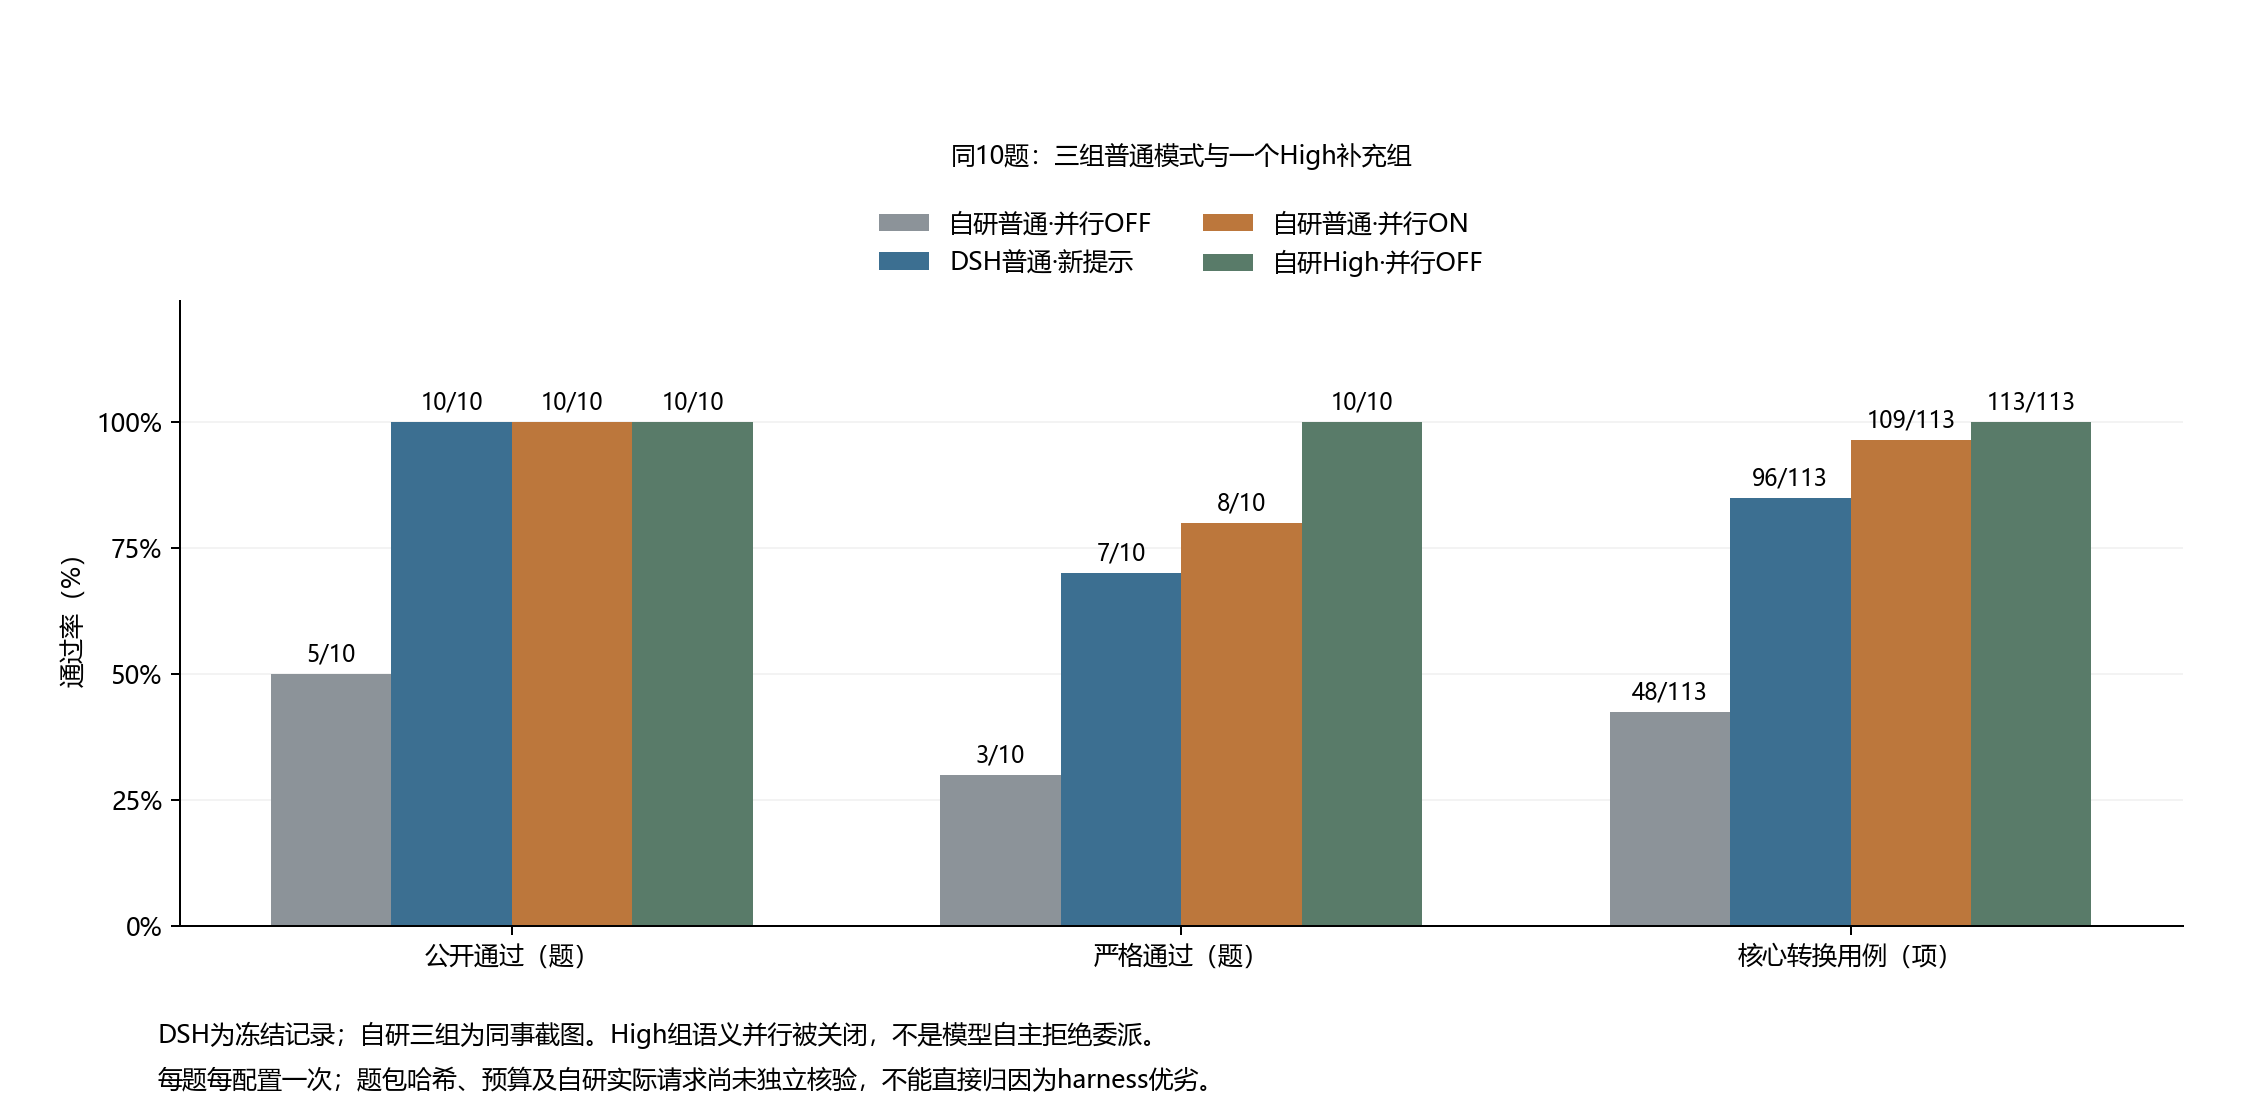 同10题：三组普通模式与一个High补充组
自研普通·并行OFF
自研普通·并行ON
DSH普通·新提示
自研High·并行OFF
通过率（%）
100%
75%
50%
25%
0%
5/10
10/10
10/10
10/10
3/10
7/10
8/10
10/10
48/113
96/113
109/113
113/113
公开通过（题）
严格通过（题）
核心转换用例（项）
DSH为冻结记录；自研三组为同事截图。High组语义并行被关闭，不是模型自主拒绝委派。
每题每配置一次；题包哈希、预算及自研实际请求尚未独立核验，不能直接归因为harness优劣。